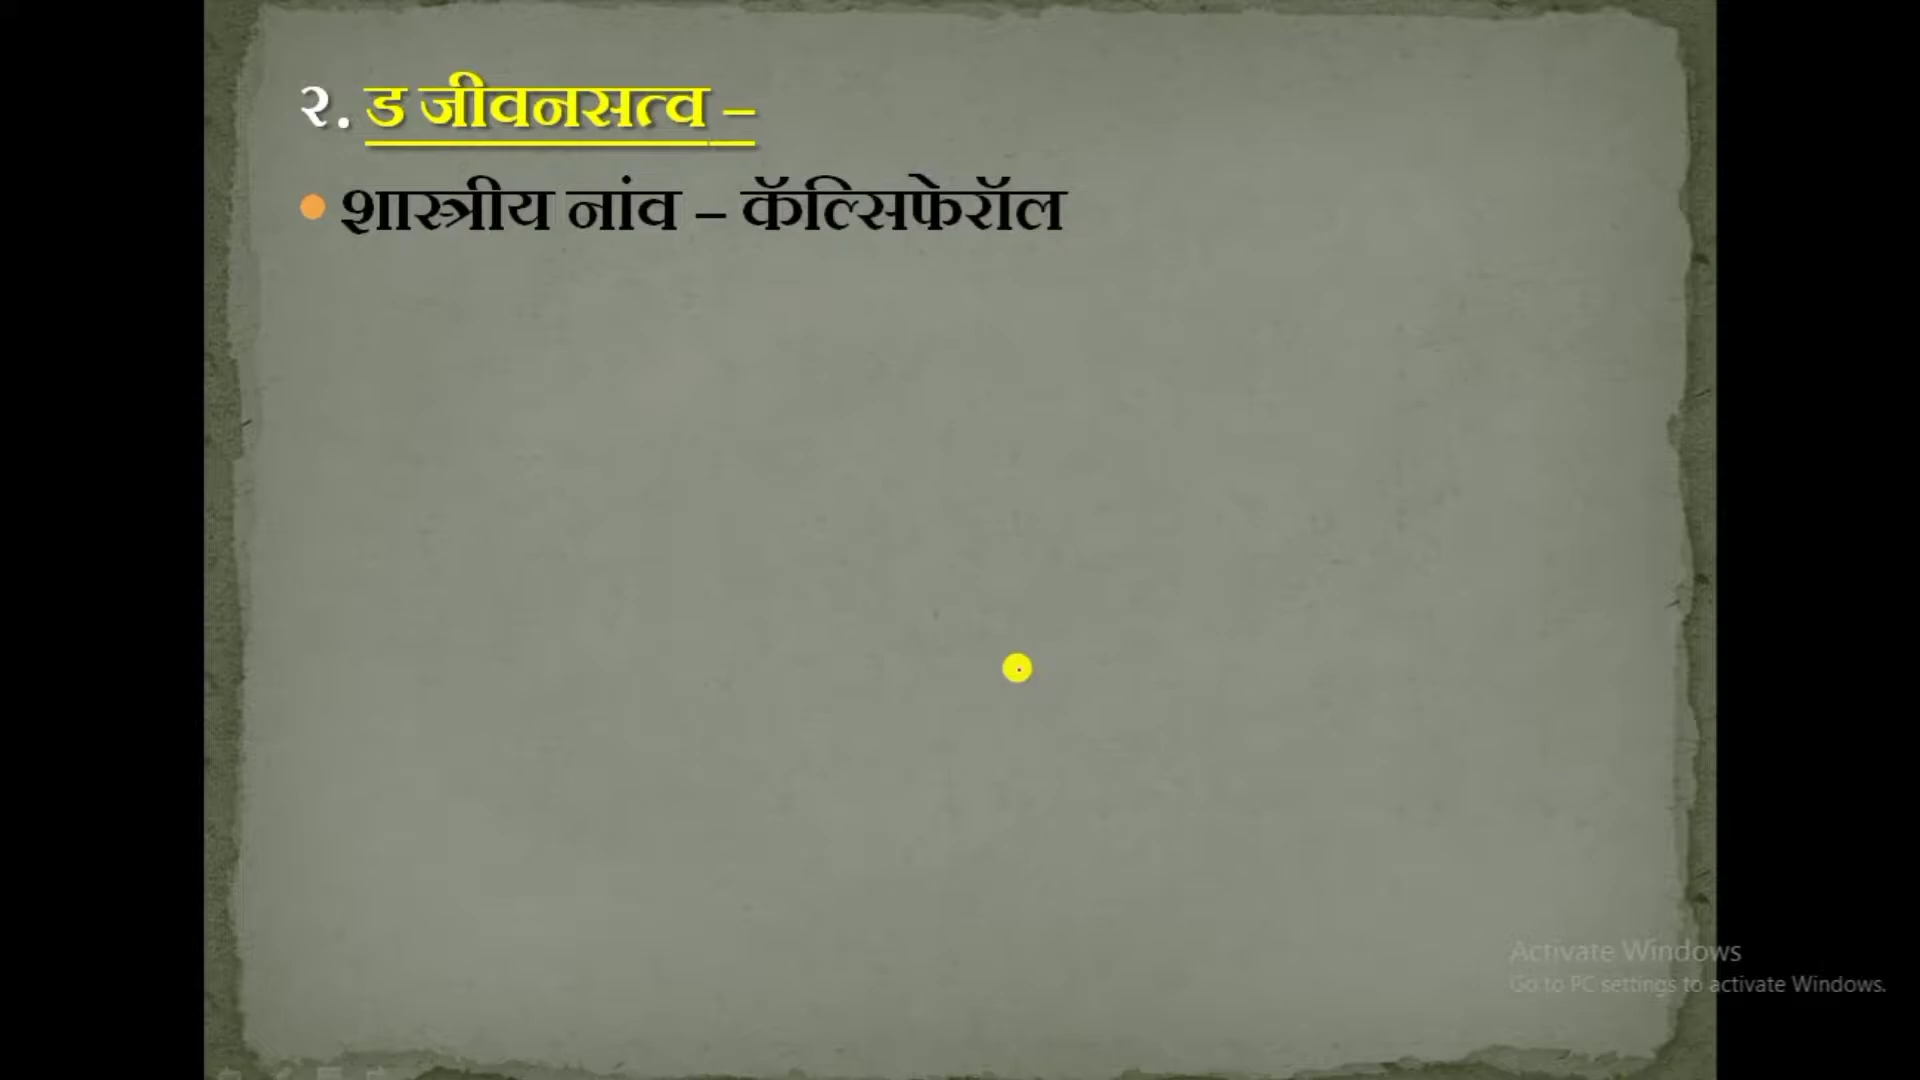 २. ड जीवनसत्व –
शास्त्रीय नांव – कॅल्सिफेरॉल
Activate Windows
Go to PC settings to activate Windows.